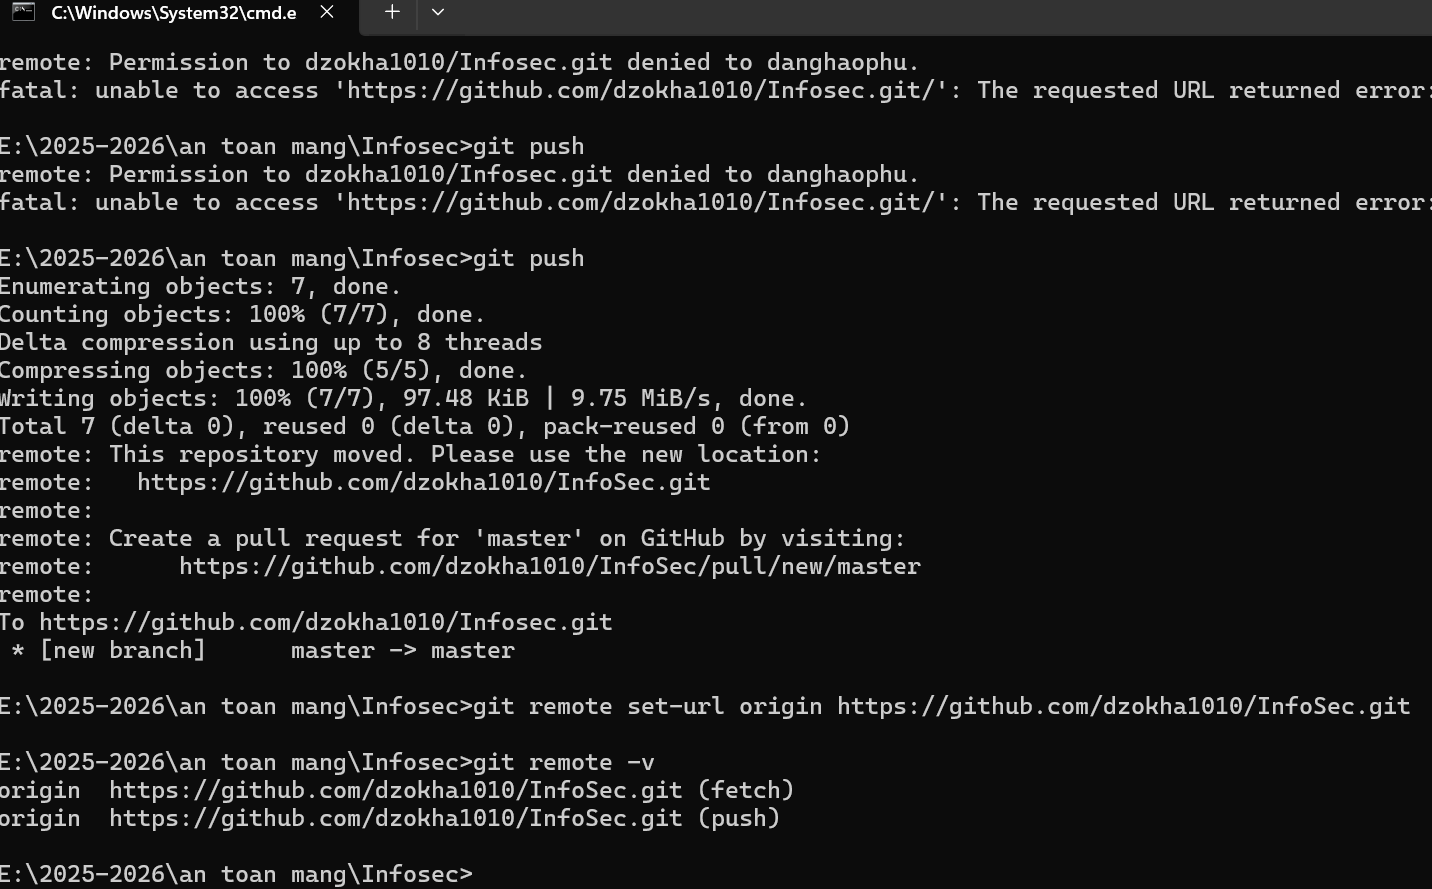 C:\Windows\System32\cmd.e
remote: Permission to dzokha1010/Infosec.git denied to danghaophu.
fatal: unable to access 'https://github.com/dzokha1010/Infosec.git/': The requested URL returned error:
E:\2025-2026\an toan mang\Infosec>git push
remote: Permission to dzokha1010/Infosec.git denied to danghaophu.
fatal: unable to access 'https://github.com/dzokha1010/Infosec.git/': The requested URL returned error:
E:\2025-2026\an toan mang\Infosec>git push
Enumerating objects: 7, done.
Counting objects: 100% (7/7), done.
Delta compression using up to 8 threads
Compressing objects: 100% (5/5), done.
Writing objects: 100% (7/7), 97.48 KiB | 9.75 MiB/s, done.
Total 7 (delta 0), reused 0 (delta 0), pack-reused 0 (from 0)
remote: This repository moved. Please use the new location:
remote:   https://github.com/dzokha1010/InfoSec.git
remote:
remote: Create a pull request for 'master' on GitHub by visiting:
remote:      https://github.com/dzokha1010/InfoSec/pull/new/master
remote:
To https://github.com/dzokha1010/Infosec.git
 * [new branch]      master -> master
E:\2025-2026\an toan mang\Infosec>git remote set-url origin https://github.com/dzokha1010/InfoSec.git
E:\2025-2026\an toan mang\Infosec>git remote -v
origin  https://github.com/dzokha1010/InfoSec.git (fetch)
origin  https://github.com/dzokha1010/InfoSec.git (push)
E:\2025-2026\an toan mang\Infosec>